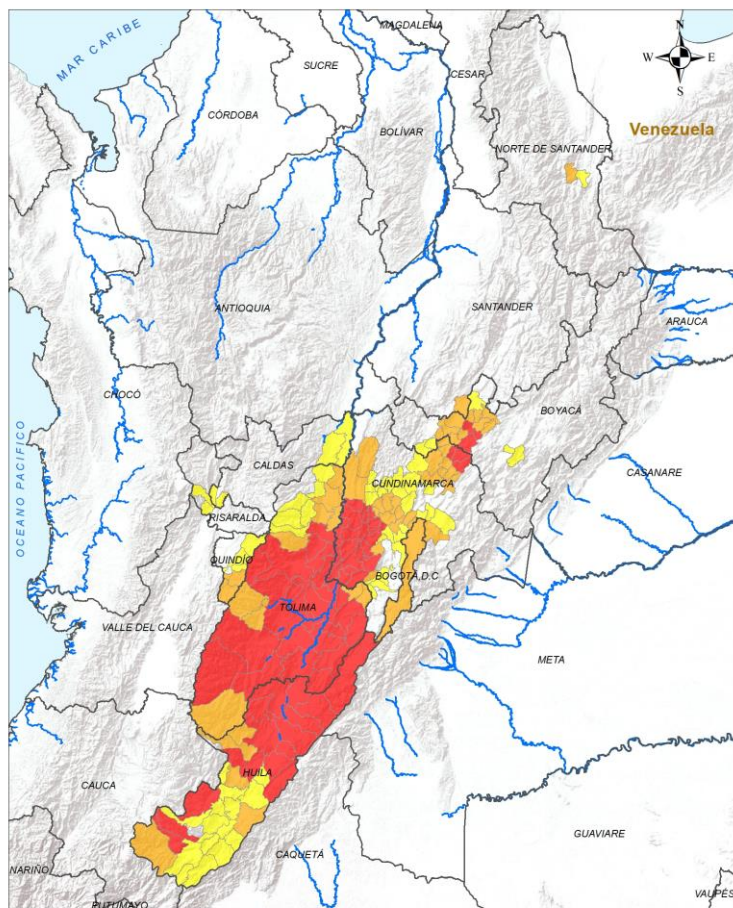 MAGDALENA
N
W E
S
MAR CARIBE
SUCRE
CESAR
CÓRDOBA
BOLÍVAR
Venezuela
NORTE DE SANTANDER
ANTIOQUIA
SANTANDER
ARAUCA
CHOCÓ
BOYACÁ
OCEANO PACIFICO
CALDAS
CASANARE
CUNDINAMARCA
RISARALDA
QUINDÍO
BOGOTÁ, D.C
TOLIMA
VALLE DEL CAUCA
META
HUILA
CAUCA
GUAVIARE
CAQUETÁ
NARIÑO
PUTUMAYO
VAUPÉS